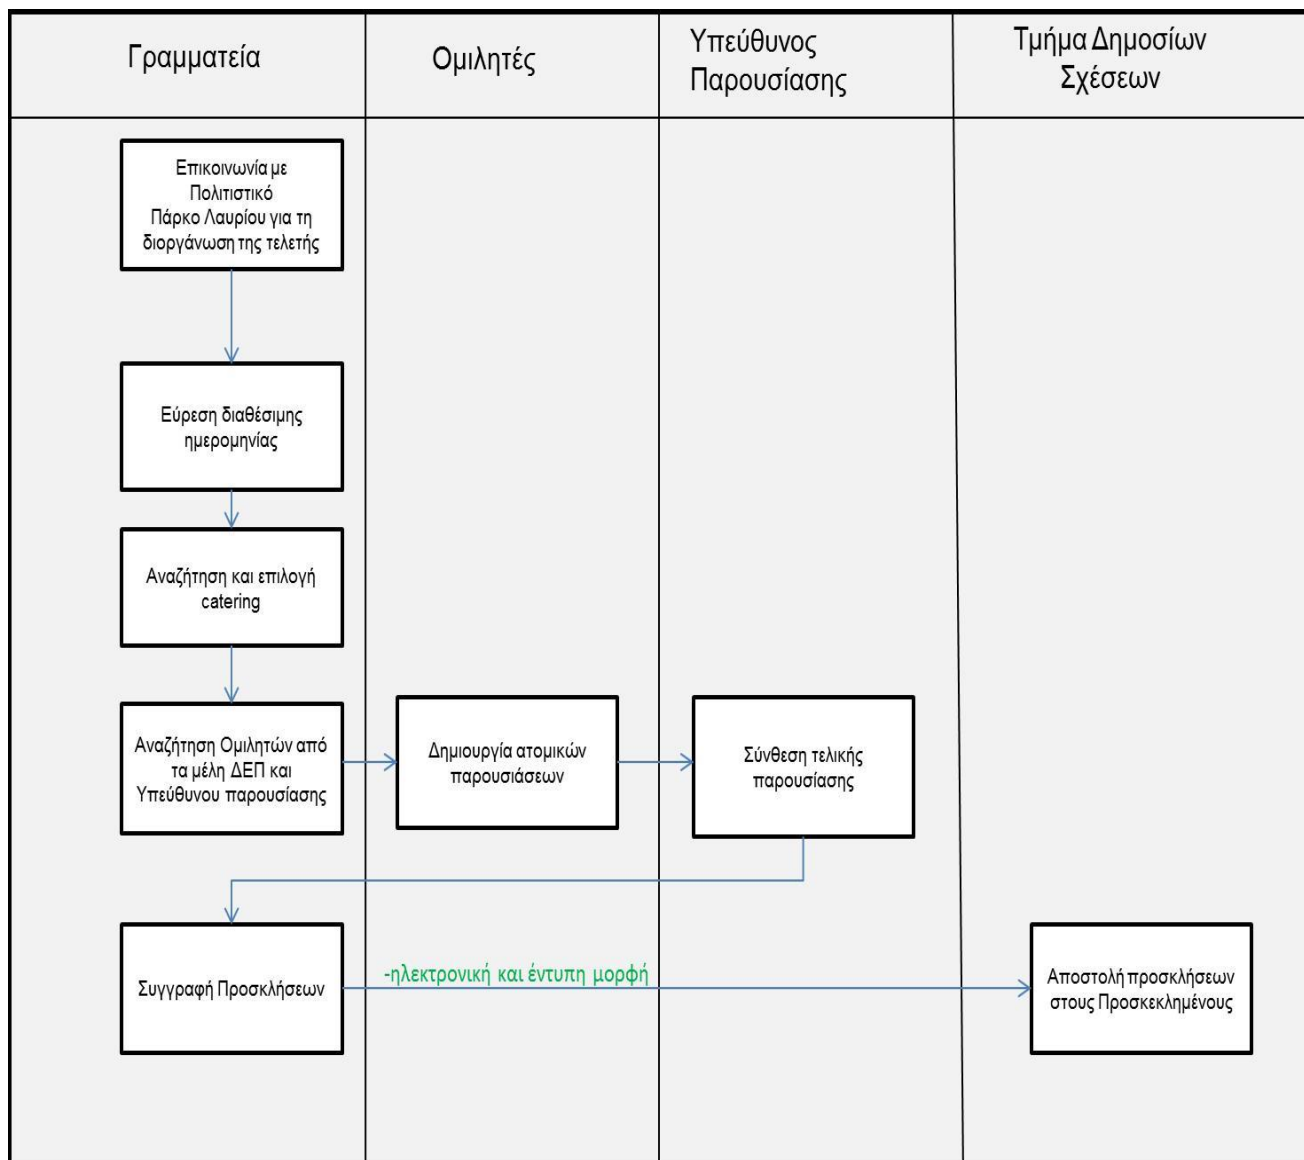 Γραμματεία
Ομιλητές
Υπεύθυνος
Παρουσίασης
Τμήμα Δημοσίων
Σχέσεων
Επικοινωνία με
Πολιτιστικό
Πάρκο Λαυρίου για τη
διοργάνωση της τελετής
Εύρεση διαθέσιμης
ημερομηνίας
Αναζήτηση και επιλογή
catering
Αναζήτηση Ομιλητών από
τα μέλη ΔΕΠ και
Υπεύθυνου παρουσίασης
Δημιουργία ατομικών
παρουσιάσεων
Σύνθεση τελικής
παρουσίασης
Συγγραφή Προσκλήσεων
-ηλεκτρονική και έντυπη μορφή
Αποστολή προσκλήσεων
στους Προσκεκλημένους